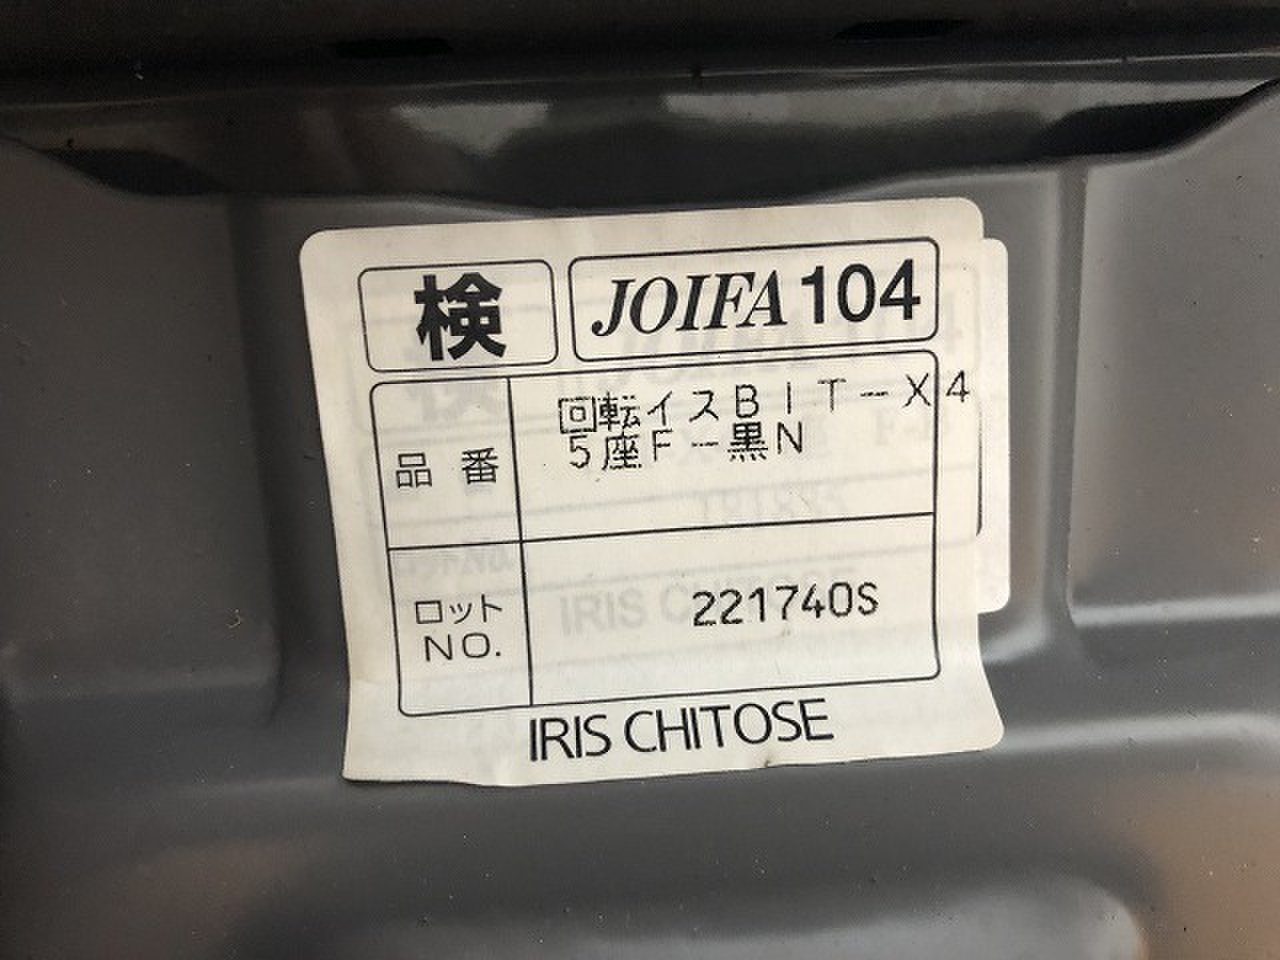 検 JOIFA 104
品番 回転イスBIT-X4
5座F-黒N
ロット
NO. 221740S
IRIS CHITOSE